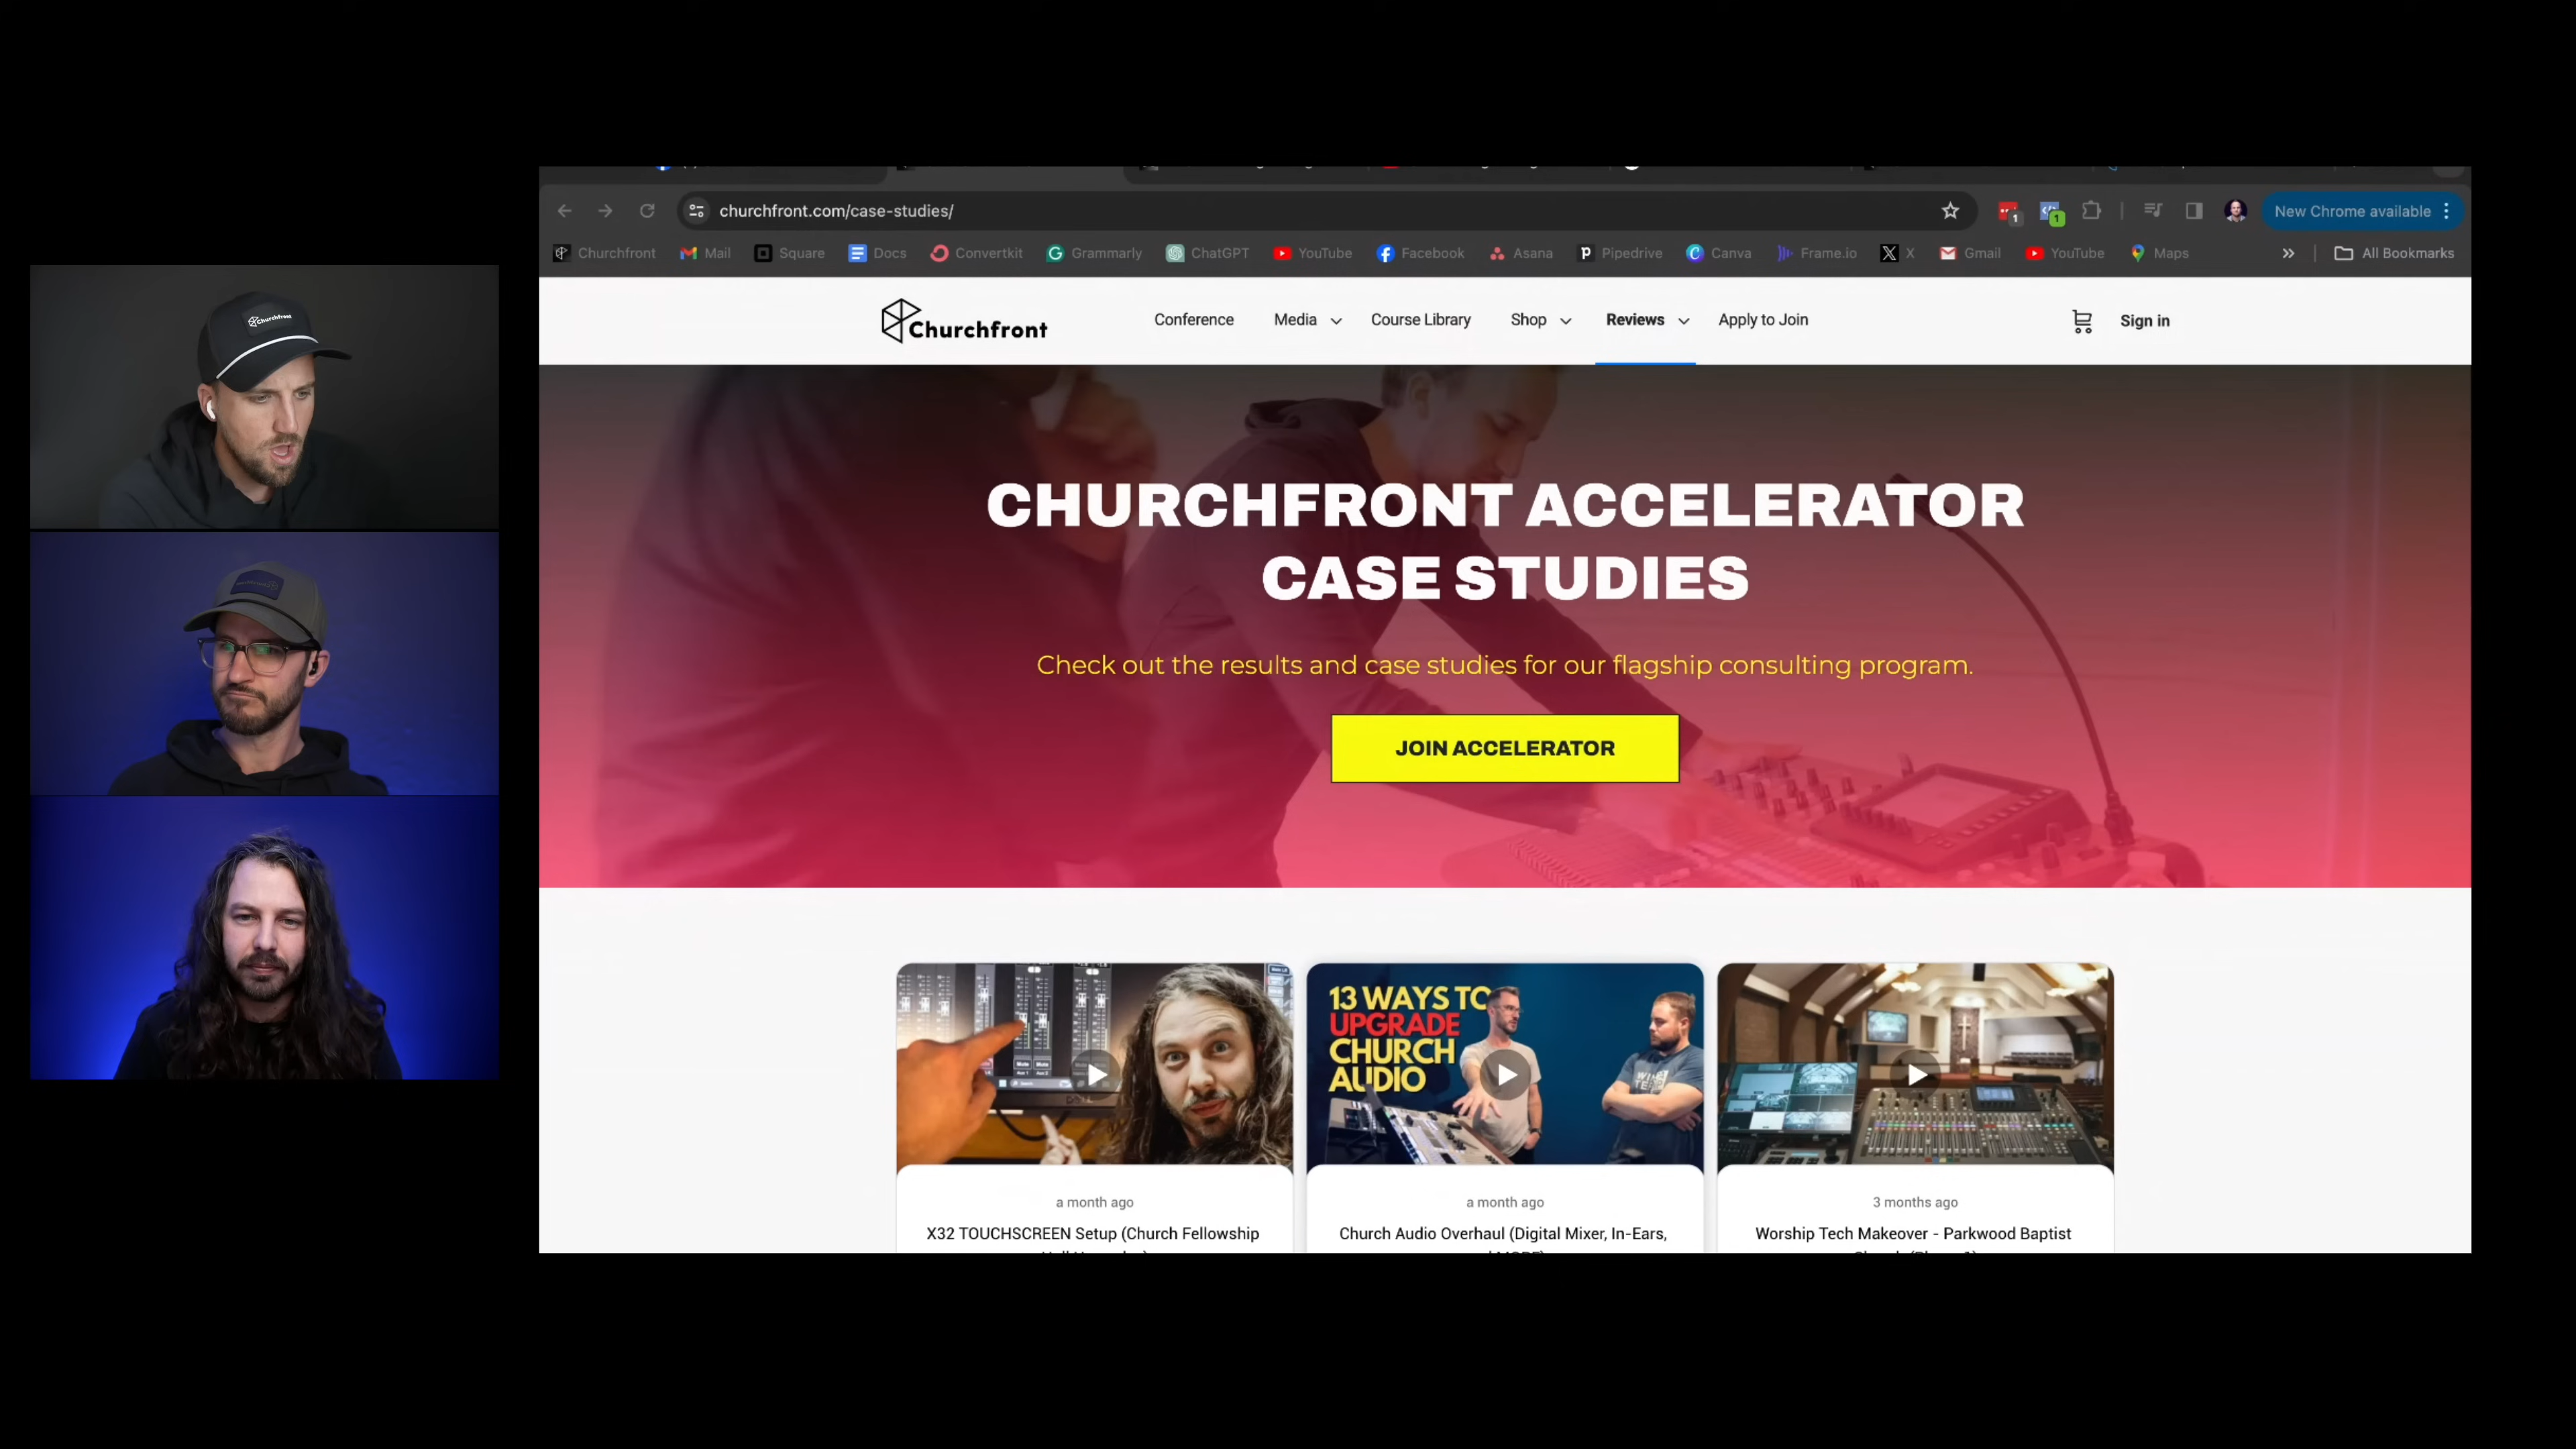 churchfront.com/case-studies/
New Chrome available
Churchfront
Mail
Square
Docs
Convertkit
Grammarly
ChatGPT
YouTube
Facebook
Asana
Pipedrive
Canva
Frame.io
X
Gmail
YouTube
Maps
All Bookmarks
Churchfront
Conference
Media
Course Library
Shop
Reviews
Apply to Join
Sign in
Churchfront
CHURCHFRONT ACCELERATOR
CASE STUDIES
Check out the results and case studies for our flagship consulting program.
JOIN ACCELERATOR
13 WAYS TO
UPGRADE
CHURCH
AUDIO
a month ago
X32 TOUCHSCREEN Setup (Church Fellowship
a month ago
Church Audio Overhaul (Digital Mixer, In-Ears,
3 months ago
Worship Tech Makeover - Parkwood Baptist